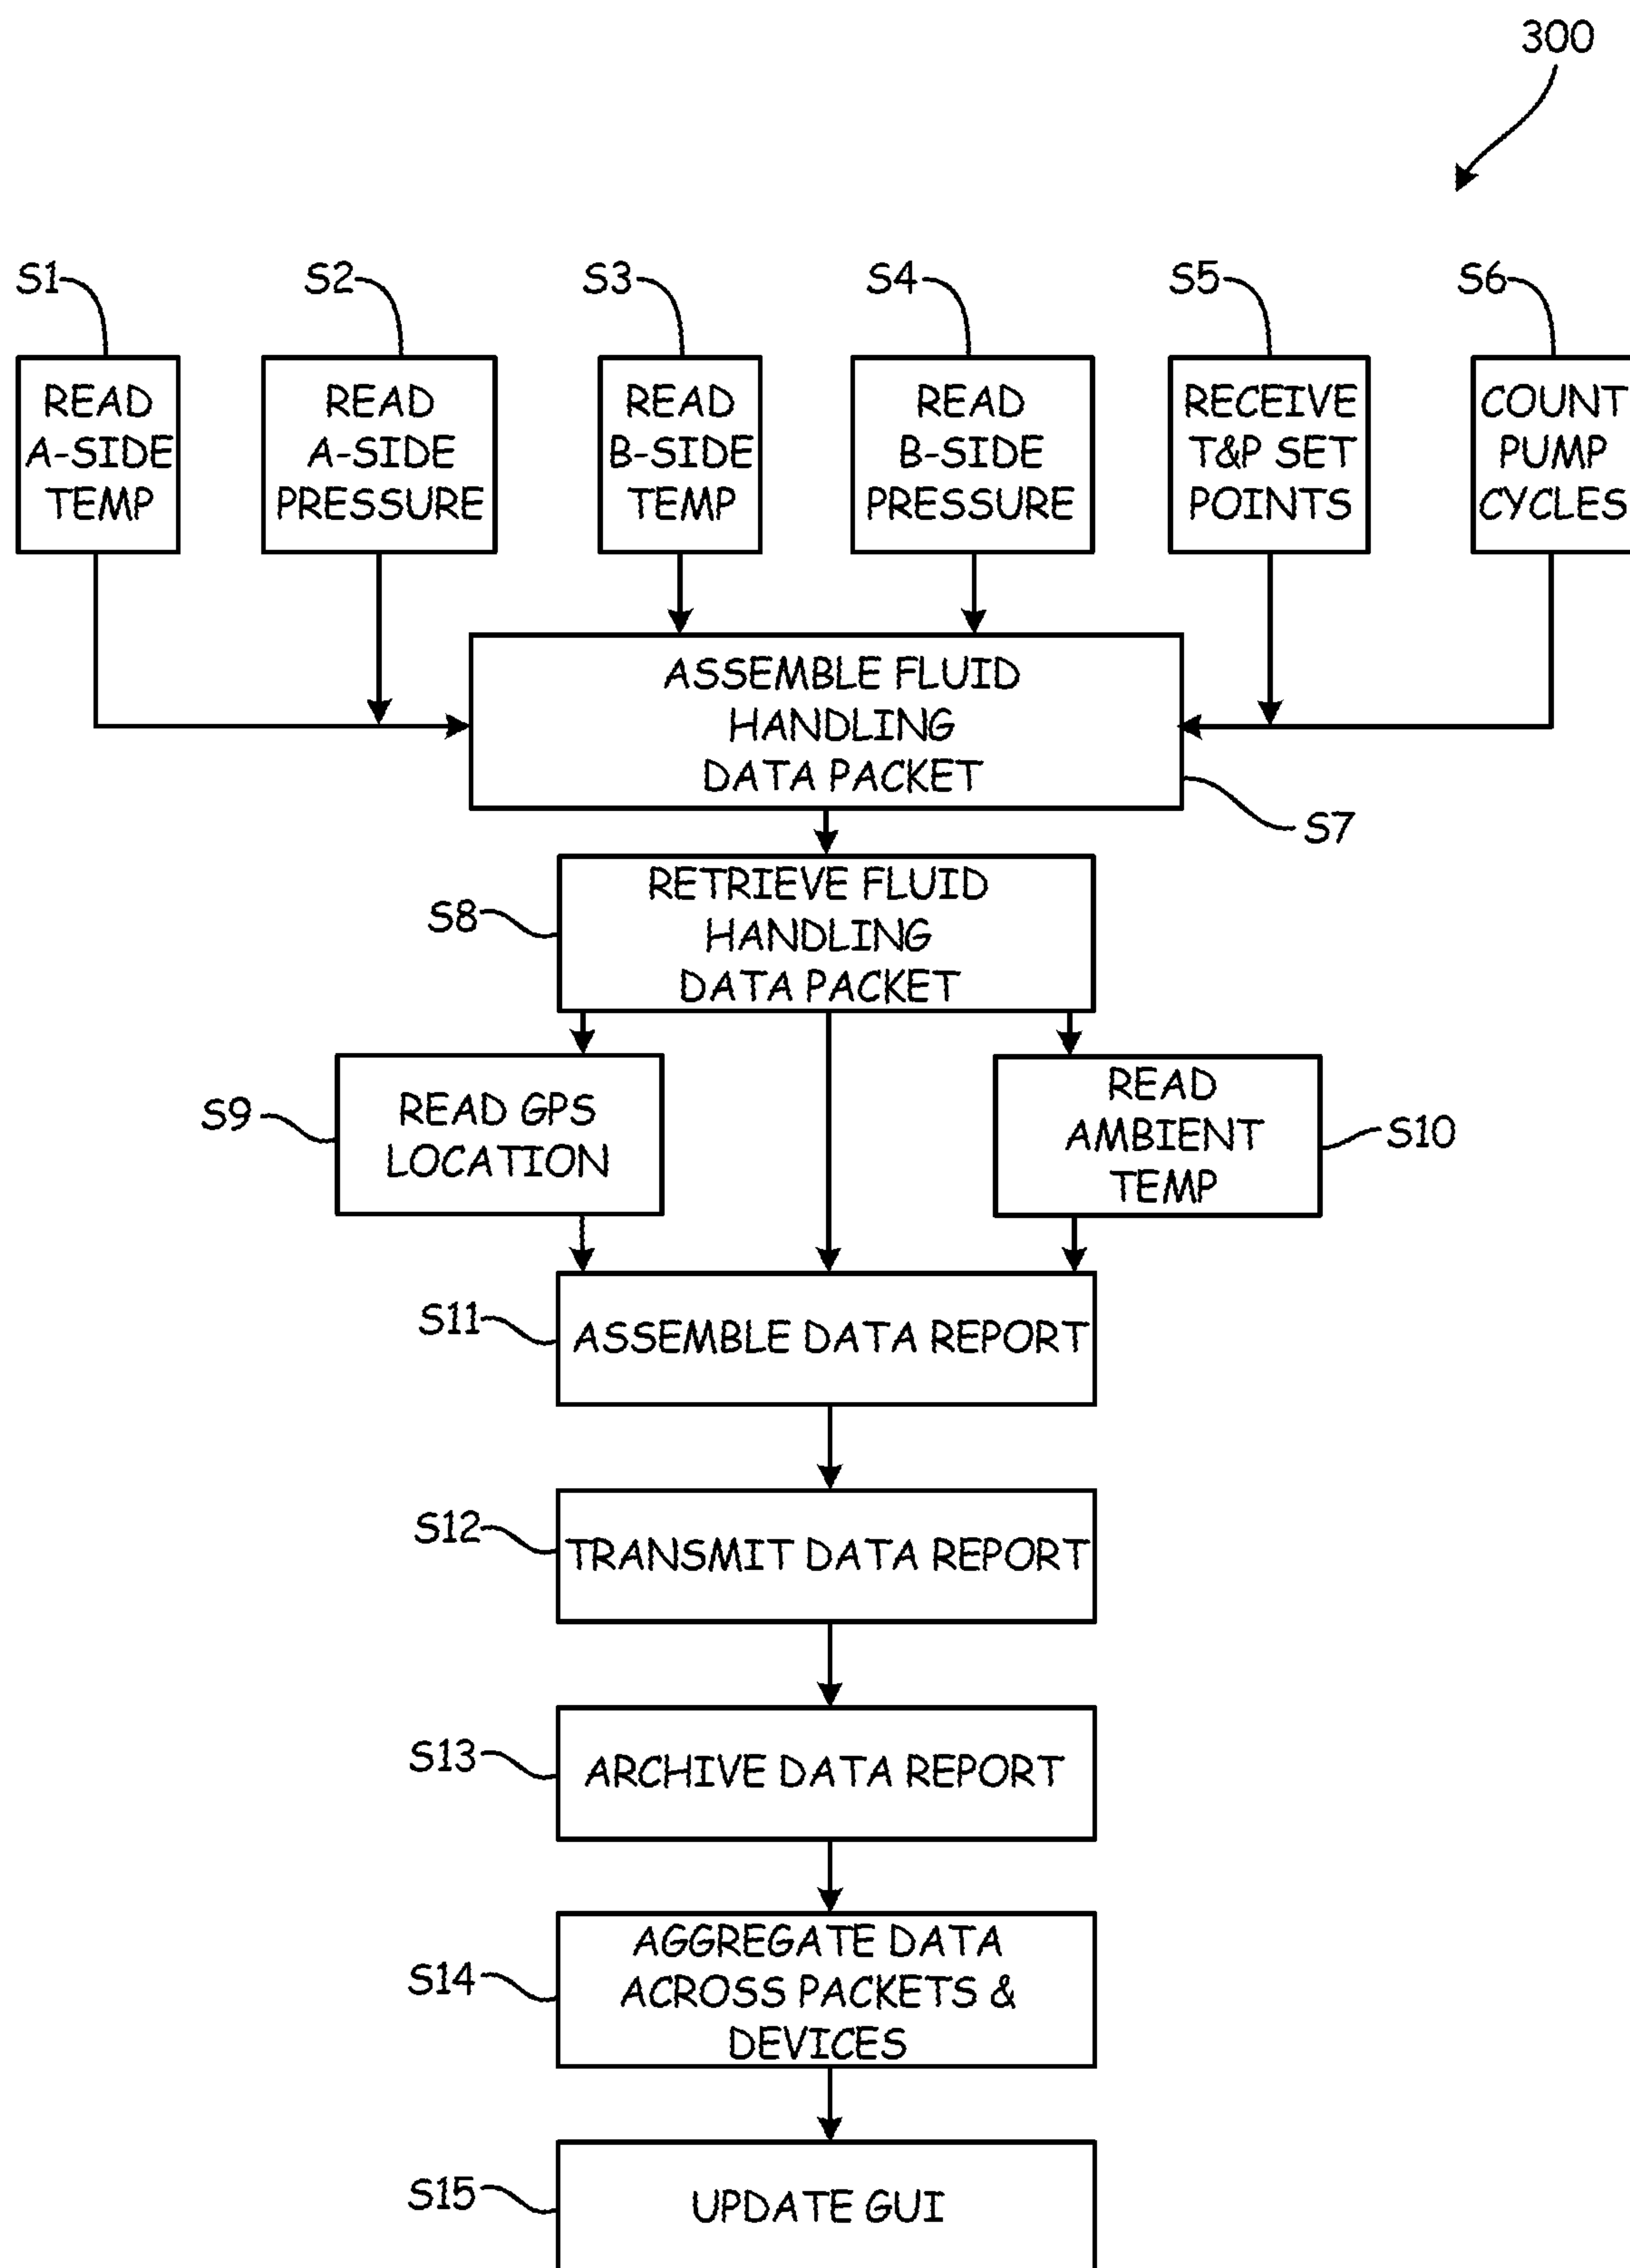 300
S1
S2
S3
S4
S5
S6
READ
A-SIDE
TEMP
READ
A-SIDE
PRESSURE
READ
B-SIDE
TEMP
READ
B-SIDE
PRESSURE
RECEIVE
T&P SET
POINTS
COUNT
PUMP
CYCLES
ASSEMBLE FLUID
HANDLING
DATA PACKET
S7
S8
RETRIEVE FLUID
HANDLING
DATA PACKET
S9
READ GPS
LOCATION
READ
AMBIENT
TEMP
S10
S11
ASSEMBLE DATA REPORT
S12
TRANSMIT DATA REPORT
S13
ARCHIVE DATA REPORT
S14
AGGREGATE DATA
ACROSS PACKETS &
DEVICES
S15
UPDATE GUI